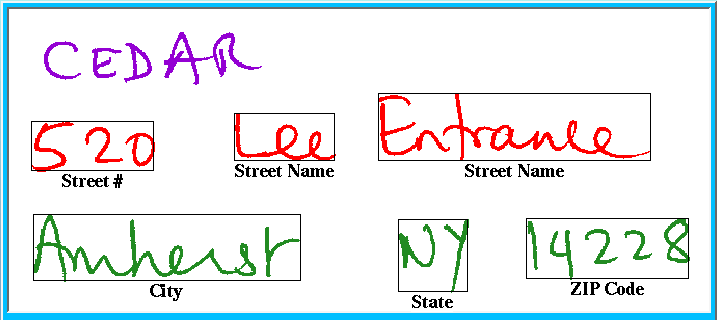 CEDAR
520 Lee Entrance
Street # Street Name Street Name
Amherst NY 14228
City State ZIP Code